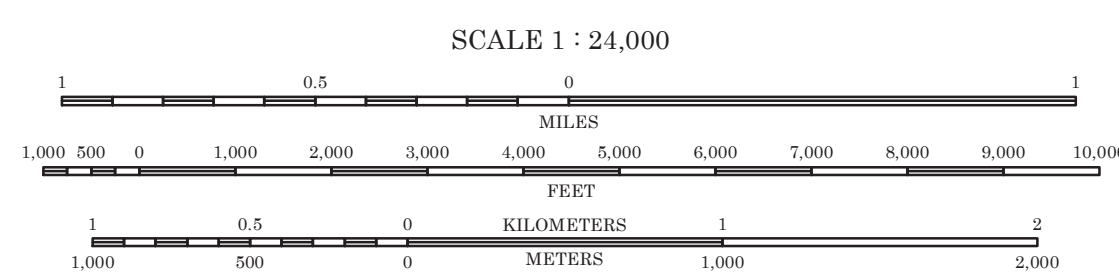 SCALE 1 : 24,000
1 0.5 0 1
MILES
1,000 500 0 1,000 2,000 3,000 4,000 5,000 6,000 7,000 8,000 9,000 10,000
FEET
1 0.5 0 KILOMETERS 1 2
1,000 500 0 METERS 1,000 2,000